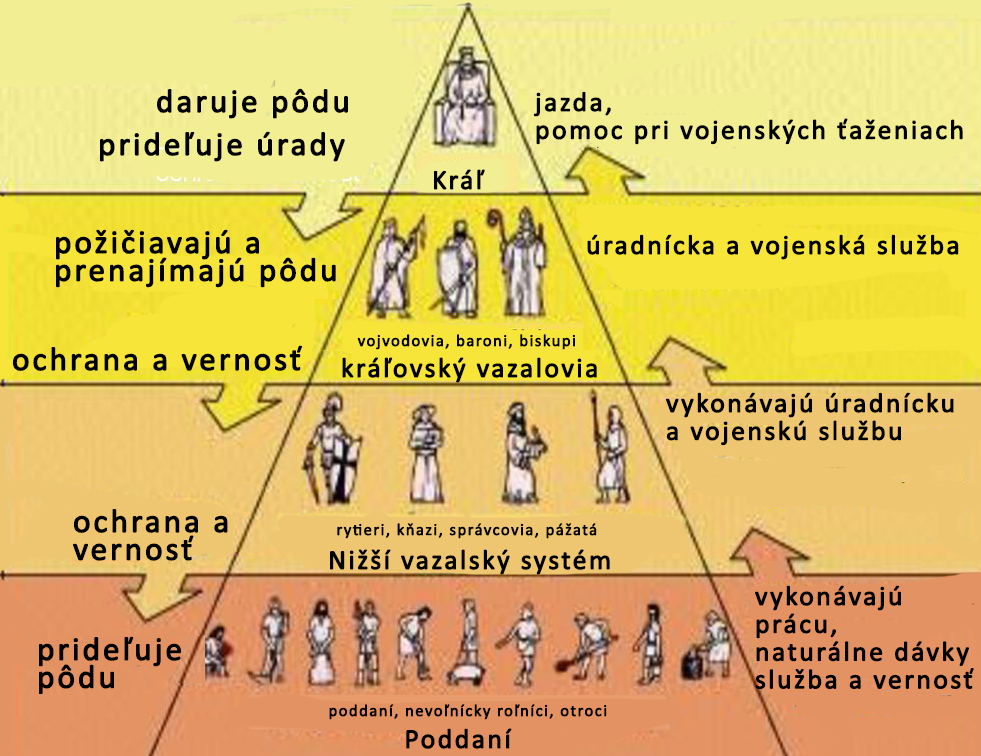 daruje pôdu
prideľuje úrady
jazda,
pomoc pri vojenských ťaženiach
Kráľ
požičiavajú a
prenajímajú pôdu
úradnícka a vojenská služba
vojvodovia, baroni, biskupi
kráľovský vazalovia
ochrana a vernosť
vykonávajú úradnícku
a vojenskú službu
ochrana a
vernosť
rytieri, kňazi, správcovia, pážatá
Nižší vazalský systém
vykonávajú
prácu,
naturálne dávky
služba a vernosť
prideľuje
pôdu
poddaní, nevoľnícky roľníci, otroci
Poddaní